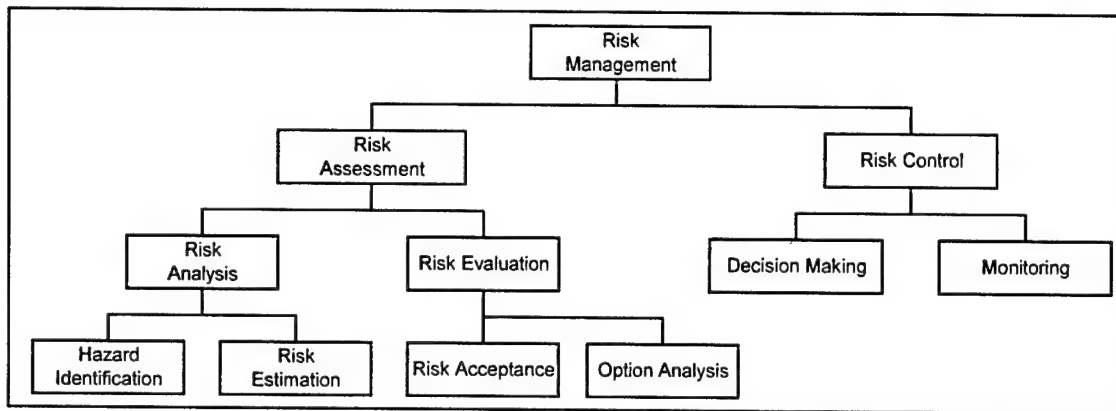 Risk
Management
Risk
Assessment
Risk Control
Risk
Analysis
Risk Evaluation
Decision Making
Monitoring
Hazard
Identification
Risk
Estimation
Risk Acceptance
Option Analysis